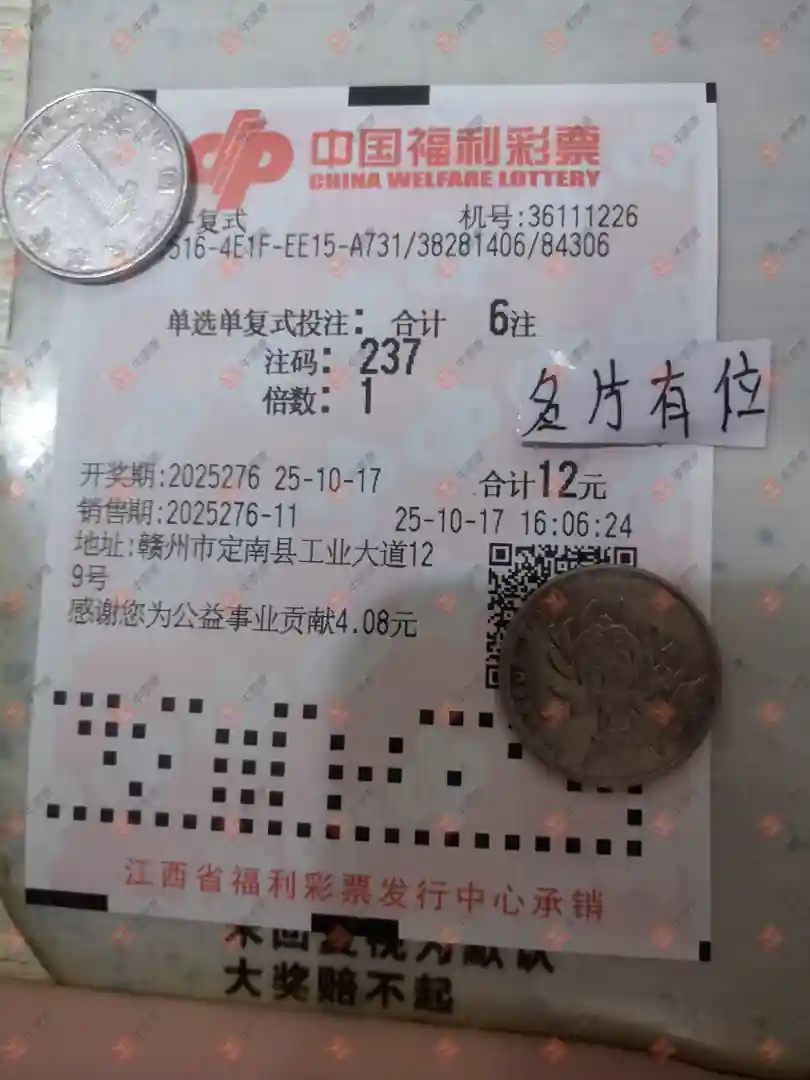 中国福利彩票
CHINA WELFARE LOTTERY
复式 机号:36111226
516-4E1F-EE15-A731/38281406/84306
单选单复式投注: 合计 6注
注码: 237
倍数: 1
名片有位
开奖期:2025276 25-10-17 合计12元
销售期:2025276-11 25-10-17 16:06:24
地址:赣州市定南县工业大道12
9号
感谢您为公益事业贡献4.08元
江西省福利彩票发行中心承销
大奖赔不起